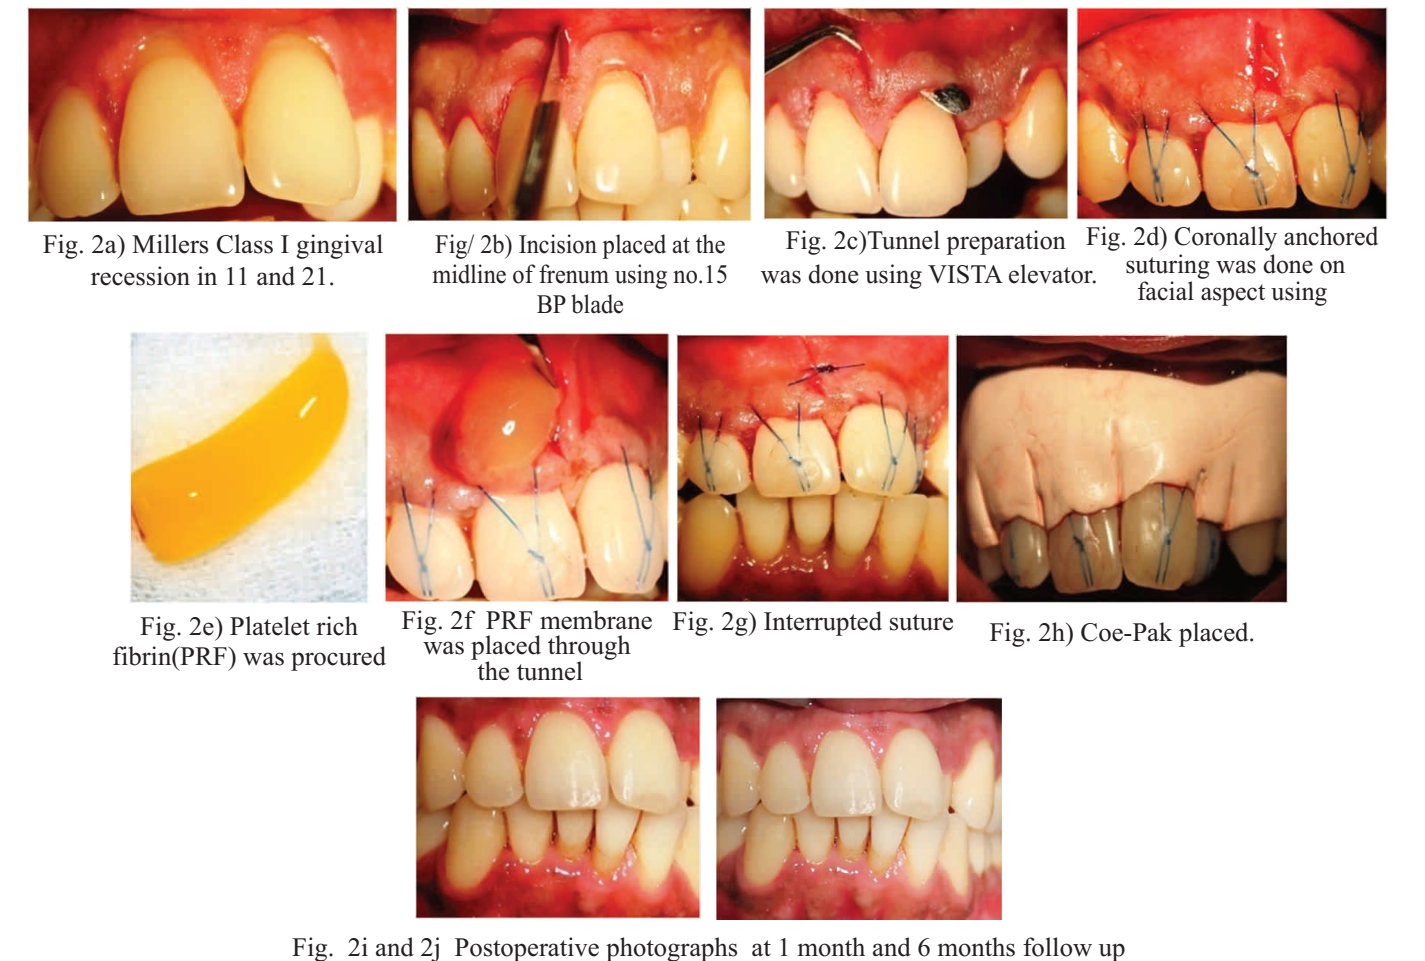 Fig. 2a) Millers Class I gingival
recession in 11 and 21.
Fig/ 2b) Incision placed at the
midline of frenum using no.15
BP blade
Fig. 2c)Tunnel preparation
was done using VISTA elevator.
Fig. 2d) Coronally anchored
suturing was done on
facial aspect using
Fig. 2e) Platelet rich
fibrin(PRF) was procured
Fig. 2f  PRF membrane
was placed through
the tunnel
Fig. 2g) Interrupted suture
Fig. 2h) Coe-Pak placed.
Fig.  2i and 2j  Postoperative photographs  at 1 month and 6 months follow up